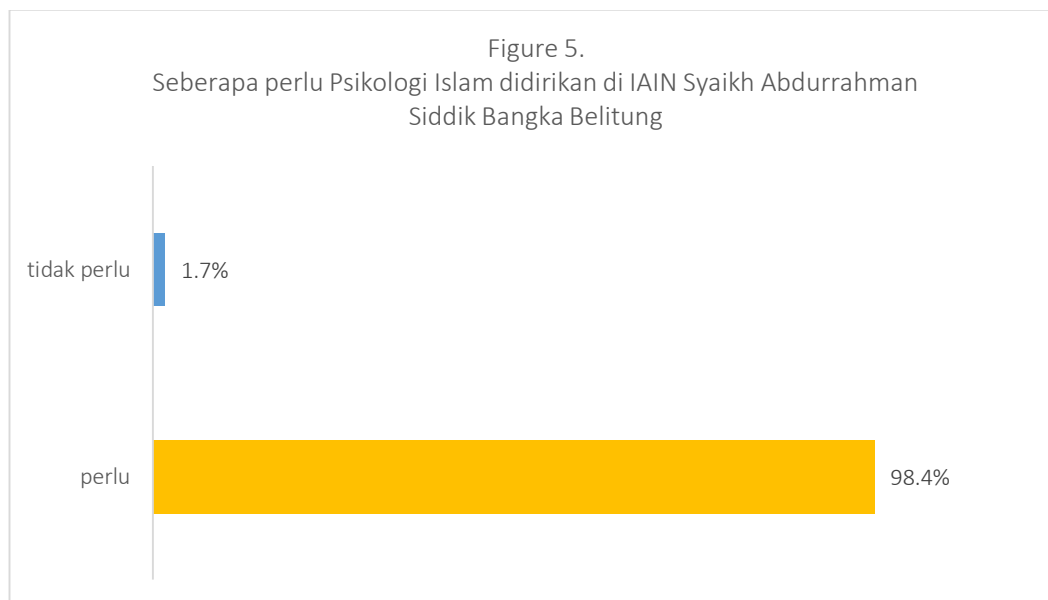 Figure 5.
Seberapa perlu Psikologi Islam didirikan di IAIN Syaikh Abdurrahman
Siddik Bangka Belitung
tidak perlu 1.7%
perlu 98.4%